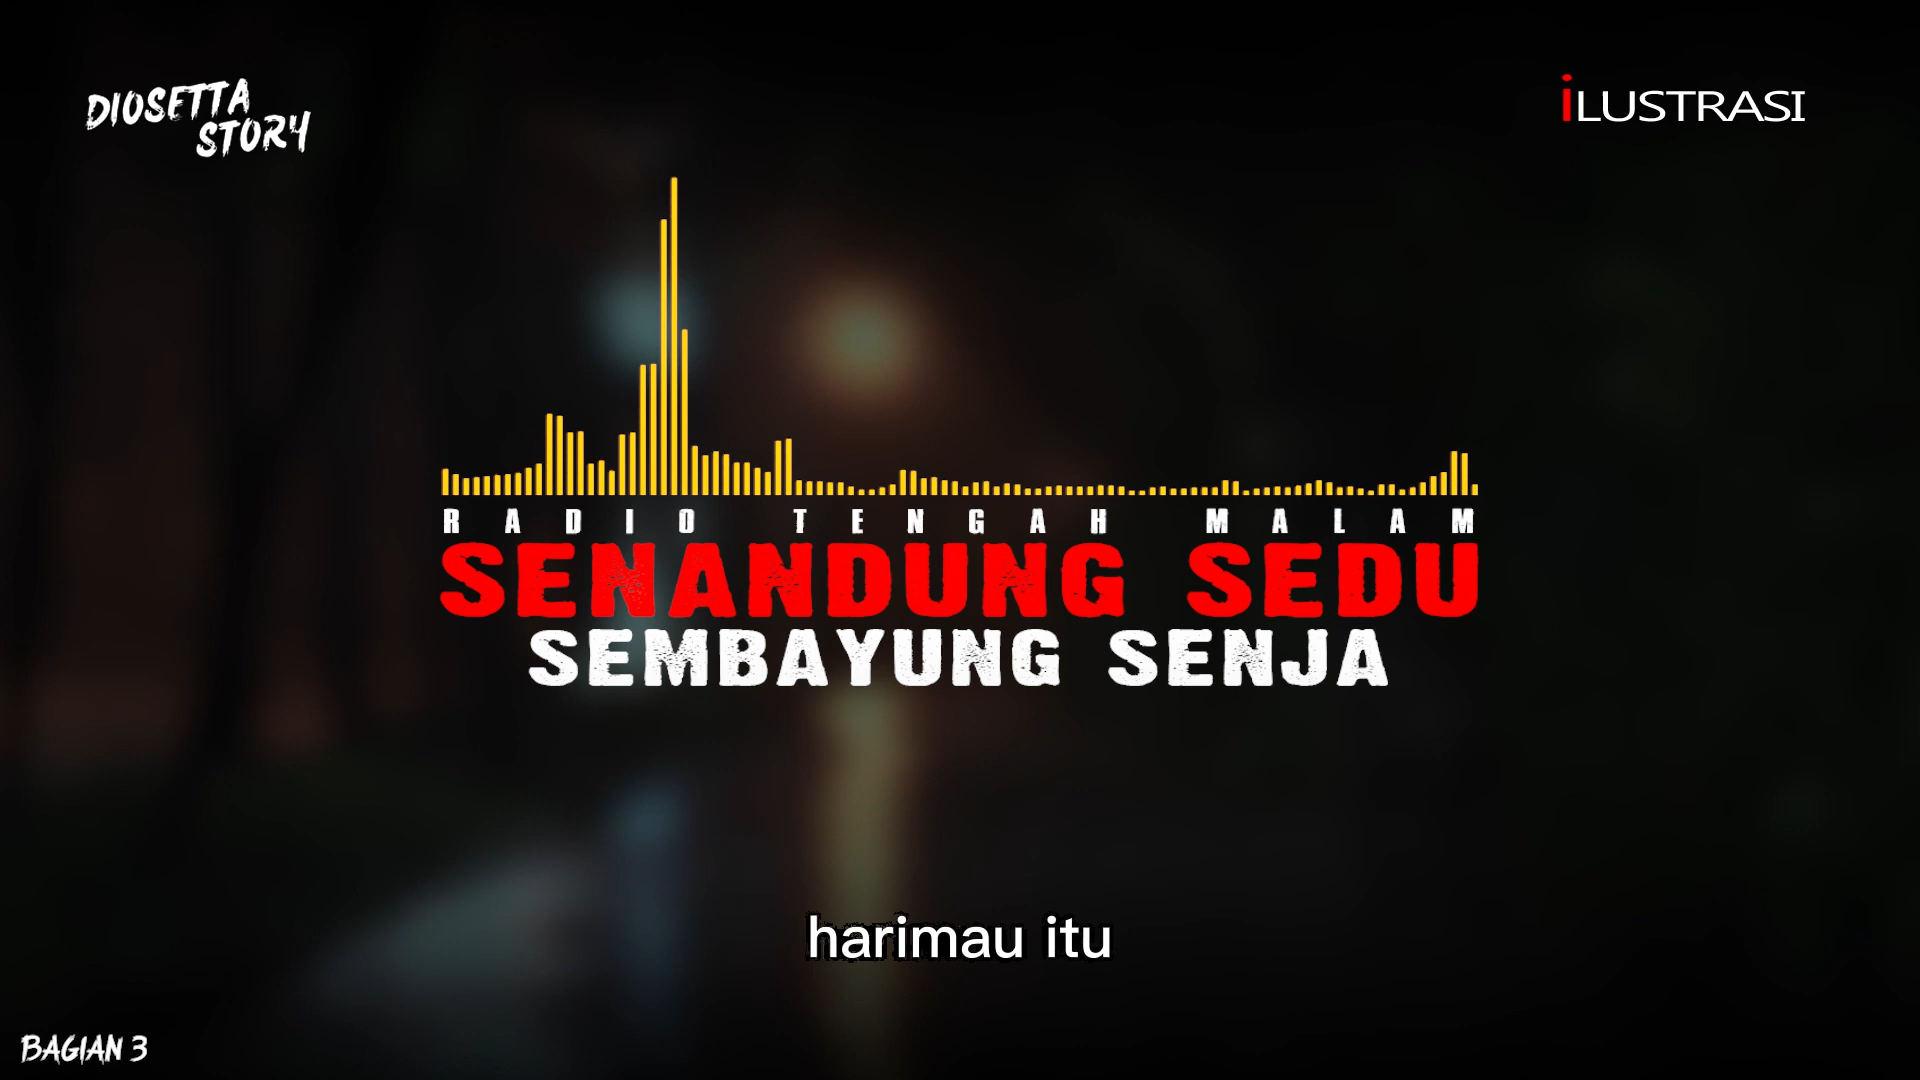 DIOSETTA
STORY
iLUSTRASI
RADIO TENGAH MALAM
SENANDUNG SEDU
SEMBAYUNG SENJA
harimau itu
BAGIAN 3